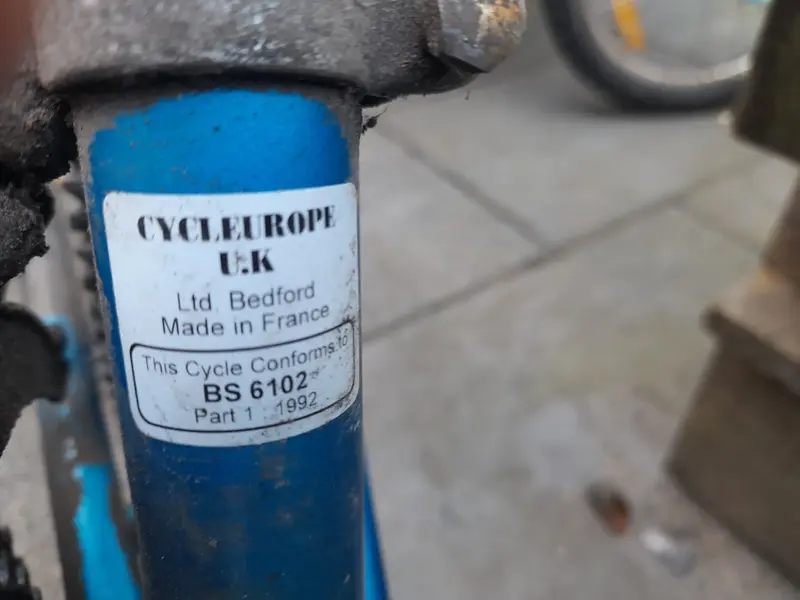 CYCLEUROPE
U.K
Ltd. Bedford
Made in France
This Cycle Conforms to
BS 6102
Part 1 1992